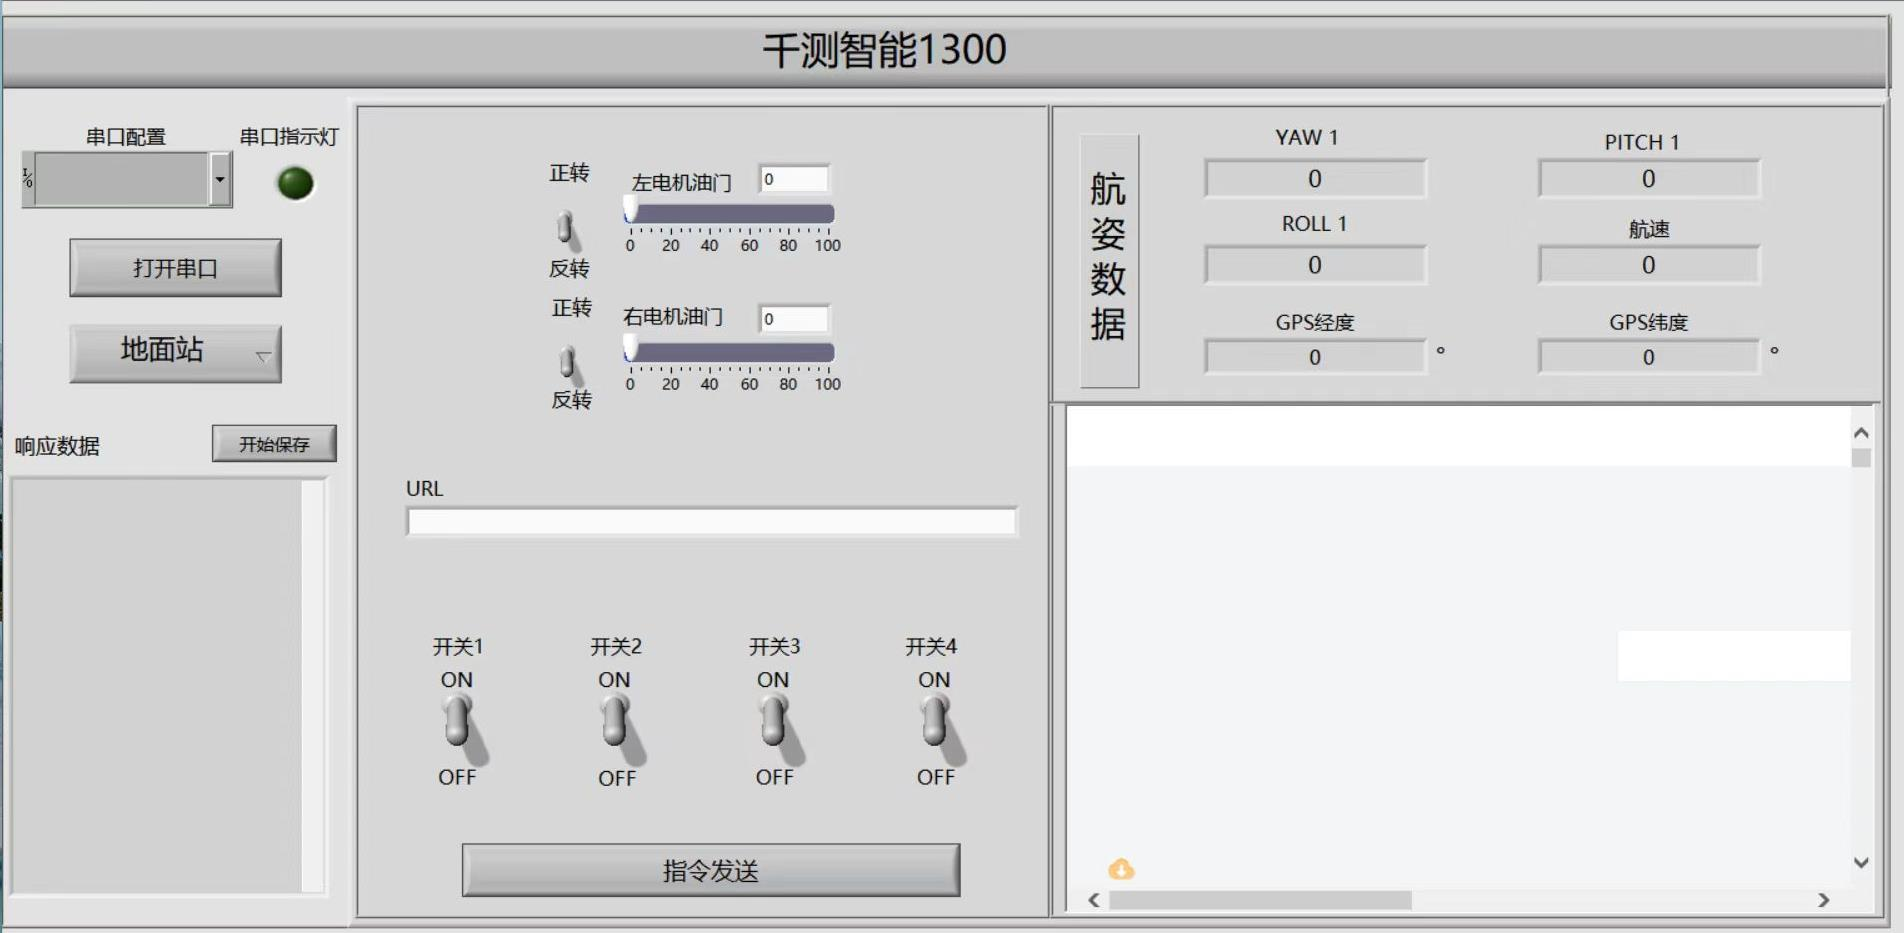 千测智能1300
串口配置
串口指示灯
打开串口
地面站
响应数据
开始保存
正转
左电机油门
0
0 20 40 60 80 100
反转
正转
右电机油门
0
0 20 40 60 80 100
反转
URL
开关1
ON
OFF
开关2
ON
OFF
开关3
ON
OFF
开关4
ON
OFF
指令发送
航姿数据
YAW 1
0
PITCH 1
0
ROLL 1
0
航速
0
GPS经度
0 °
GPS纬度
0 °